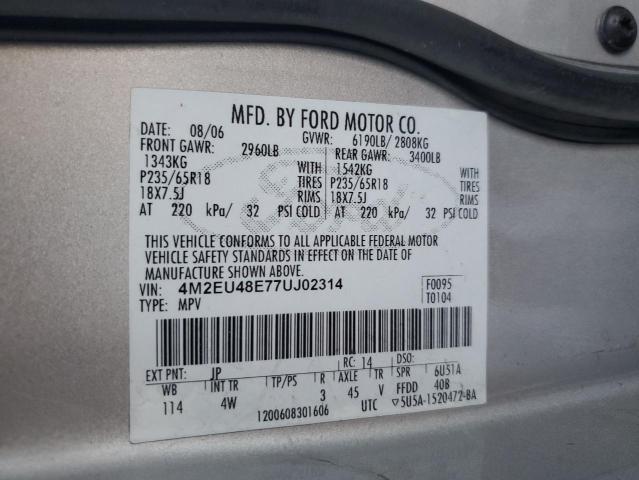 MFD. BY FORD MOTOR CO.
DATE: 08/06 GVWR: 6190LB/ 2808KG
FRONT GAWR: 2960LB REAR GAWR: 3400LB
1343KG 1542KG
P235/65R18 TIRES P235/65R18 TIRES
18X7.5J RIMS 18X7.5J RIMS
AT 220 kPa/ 32 PSI COLD AT 220 kPa/ 32 PSI COLD
THIS VEHICLE CONFORMS TO ALL APPLICABLE FEDERAL MOTOR
VEHICLE SAFETY STANDARDS IN EFFECT ON THE DATE OF
MANUFACTURE SHOWN ABOVE.
VIN: 4M2EU48E77UJ02314 F0095
TYPE: MPV T0104
EXT PNT: JP RC: 14 DSO:
WB INT TR TP/PS R AXLE TR SPR 6U51A
114 4W 3 45 V FFDD 40B
1200608301606 UTC ▽5U5A-1520472-BA